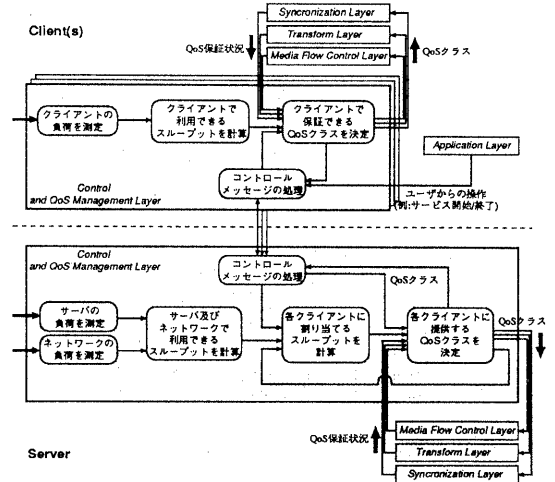 Client(s)
Syncronization Layer
Transform Layer
Media Flow Control Layer
QoS保証状況
QoSクラス
クライアントの
負荷を測定
クライアントで
利用できる
スループットを計算
クライアントで
保証できる
QoSクラスを決定
Application Layer
コントロール
メッセージの処理
Control
and QoS Management Layer
ユーザからの操作
(例:サービス開始/終了)
Control
and QoS Management Layer
コントロール
メッセージの処理
QoSクラス
サーバの
負荷を測定
ネットワークの
負荷を測定
サーバ及び
ネットワークで
利用できる
スループットを計算
各クライアントに
割り当てる
スループットを
計算
各クライアントに
提供する
QoSクラスを
決定
QoSクラス
QoS保証状況
Media Flow Control Layer
Transform Layer
Syncronization Layer
Server